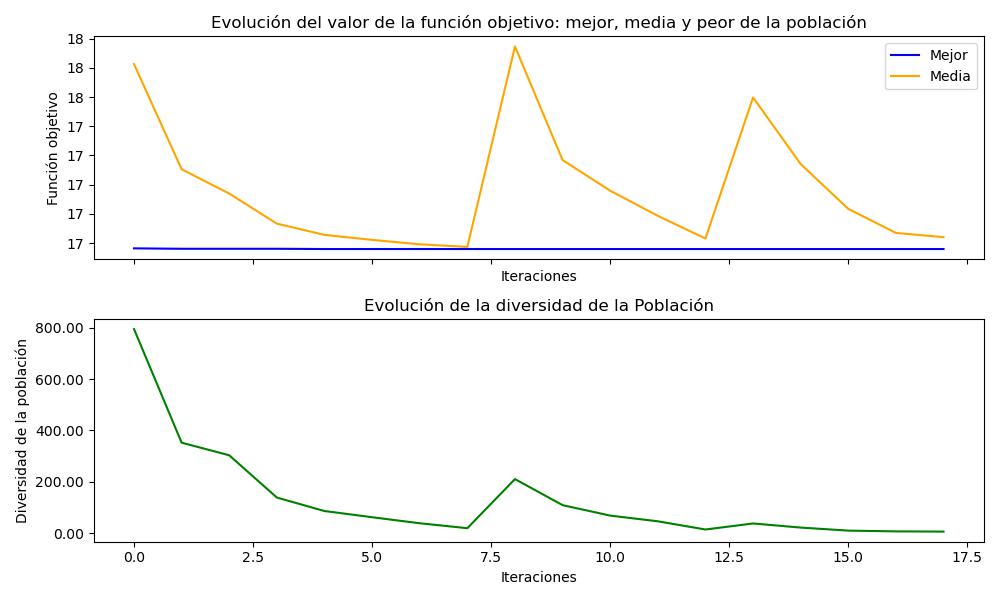 Evolución del valor de la función objetivo: mejor, media y peor de la población
18
18
18
17
17
17
17
17
Función objetivo
Mejor
Media
Iteraciones
Evolución de la diversidad de la Población
800.00
600.00
400.00
200.00
0.00
Diversidad de la población
0.0 2.5 5.0 7.5 10.0 12.5 15.0 17.5
Iteraciones